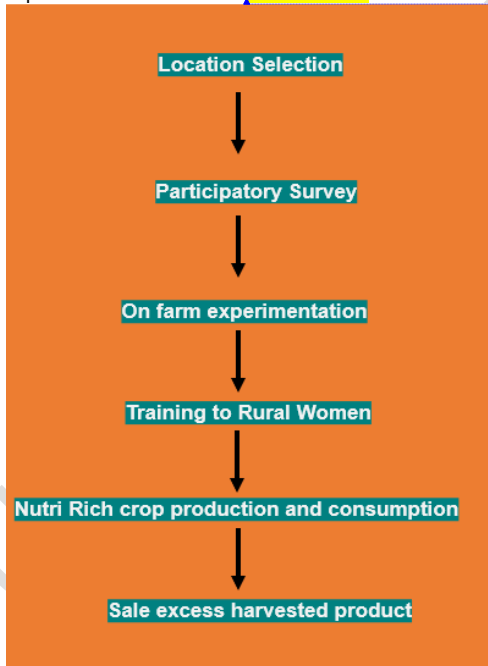 Location Selection
Participatory Survey
On farm experimentation
Training to Rural Women
Nutri Rich crop production and consumption
Sale excess harvested product